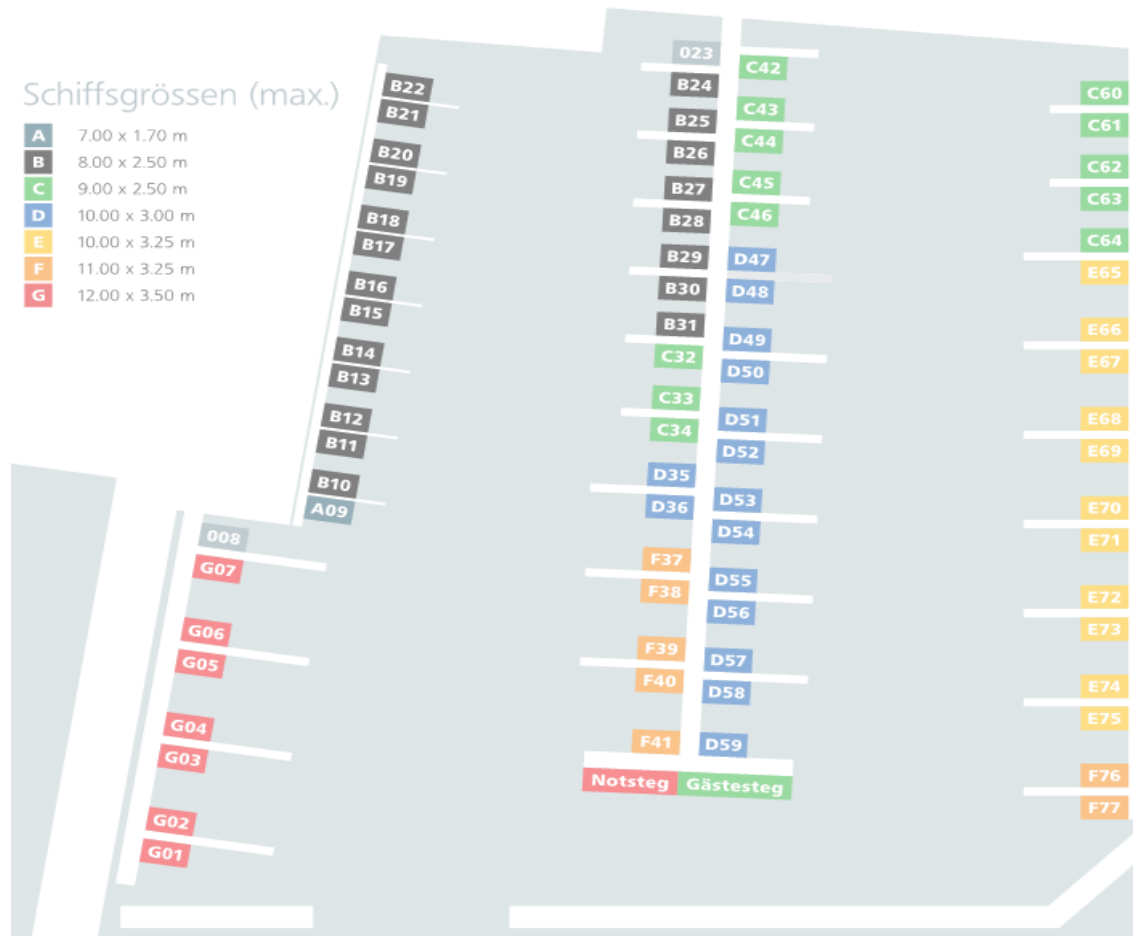 Schiffsgrössen (max.)
A 7.00 x 1.70 m
B 8.00 x 2.50 m
C 9.00 x 2.50 m
D 10.00 x 3.00 m
E 10.00 x 3.25 m
F 11.00 x 3.25 m
G 12.00 x 3.50 m
B22
B21
B20
B19
B18
B17
B16
B15
B14
B13
B12
B11
B10
A09
008
G07
G06
G05
G04
G03
G02
G01
023
B24
B25
B26
B27
B28
B29
B30
B31
C32
C33
C34
D35
D36
F37
F38
F39
F40
F41
C42
C43
C44
C45
C46
D47
D48
D49
D50
D51
D52
D53
D54
D55
D56
D57
D58
D59
Notsteg Gästesteg
C60
C61
C62
C63
C64
E65
E66
E67
E68
E69
E70
E71
E72
E73
E74
E75
F76
F77